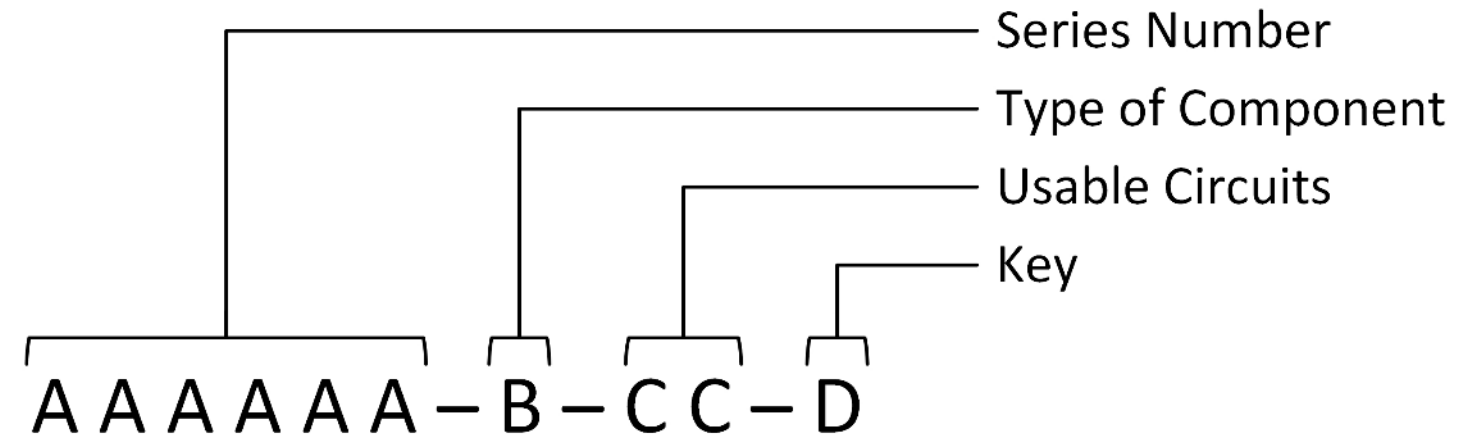 Series Number
Type of Component
Usable Circuits
Key
A A A A A A – B – C C – D